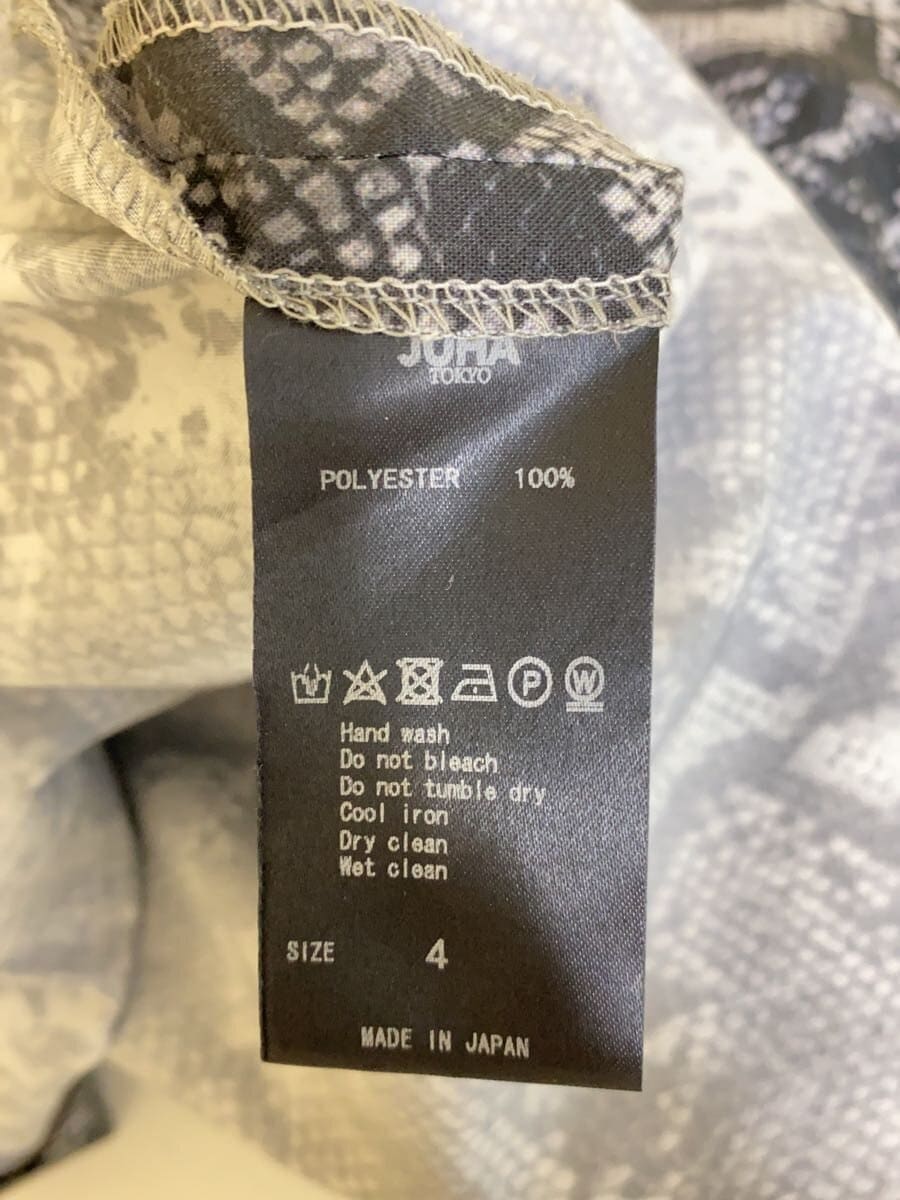 JUHA
TOKYO
POLYESTER 100%
P W
Hand wash
Do not bleach
Do not tumble dry
Cool iron
Dry clean
Wet clean
SIZE 4
MADE IN JAPAN